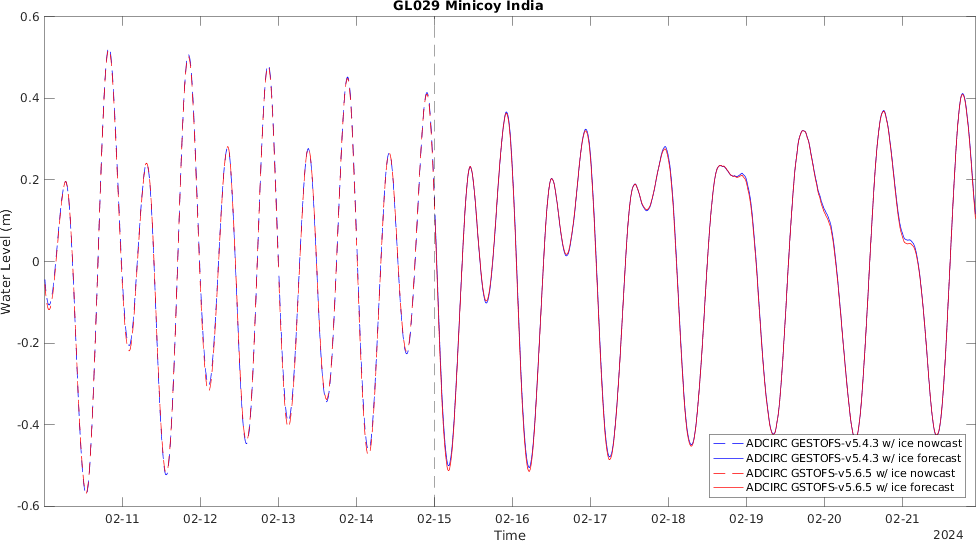 GL029 Minicoy India
0.6
0.4
0.2
0
-0.2
-0.4
-0.6
Water Level (m)
ADCIRC GESTOFS-v5.4.3 w/ ice nowcast
ADCIRC GESTOFS-v5.4.3 w/ ice forecast
ADCIRC GSTOFS-v5.6.5 w/ ice nowcast
ADCIRC GSTOFS-v5.6.5 w/ ice forecast
02-11 02-12 02-13 02-14 02-15 02-16 02-17 02-18 02-19 02-20 02-21
Time
2024